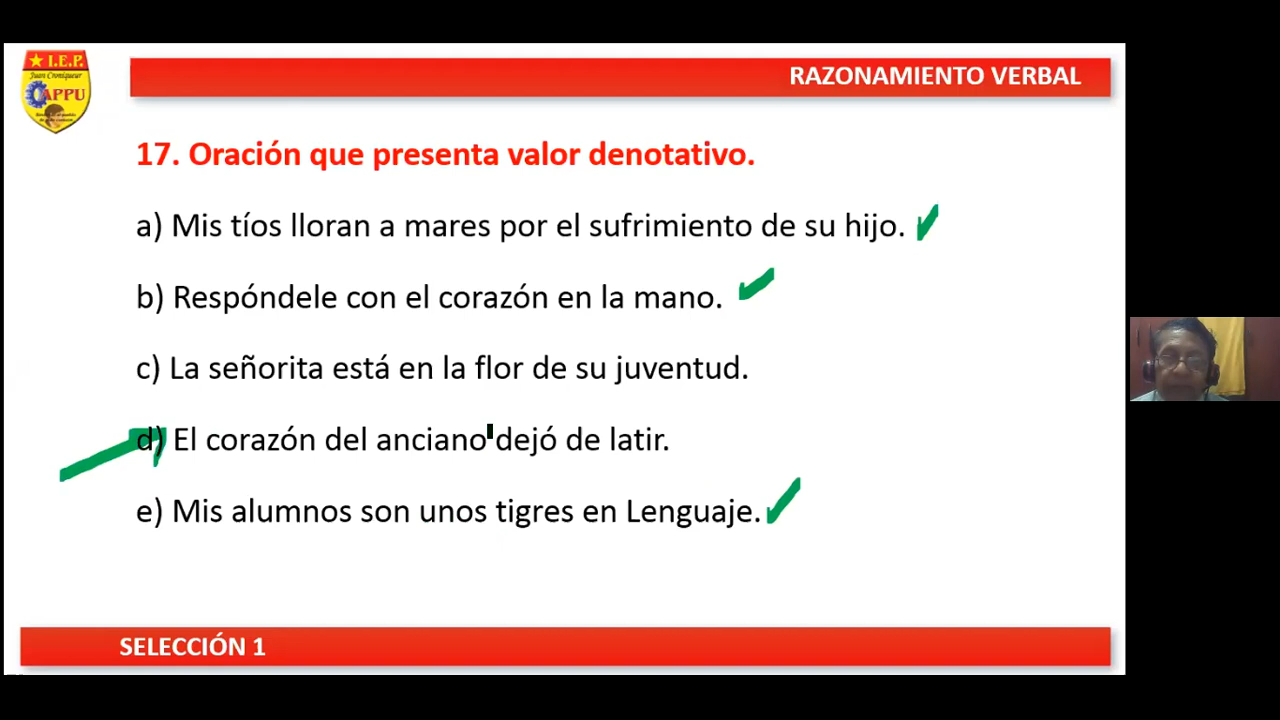 I.E.P.
Juan Croniqueur
APPU
RAZONAMIENTO VERBAL
17. Oración que presenta valor denotativo.
a) Mis tíos lloran a mares por el sufrimiento de su hijo.
b) Respóndele con el corazón en la mano.
c) La señorita está en la flor de su juventud.
d) El corazón del anciano dejó de latir.
e) Mis alumnos son unos tigres en Lenguaje.
SELECCIÓN 1